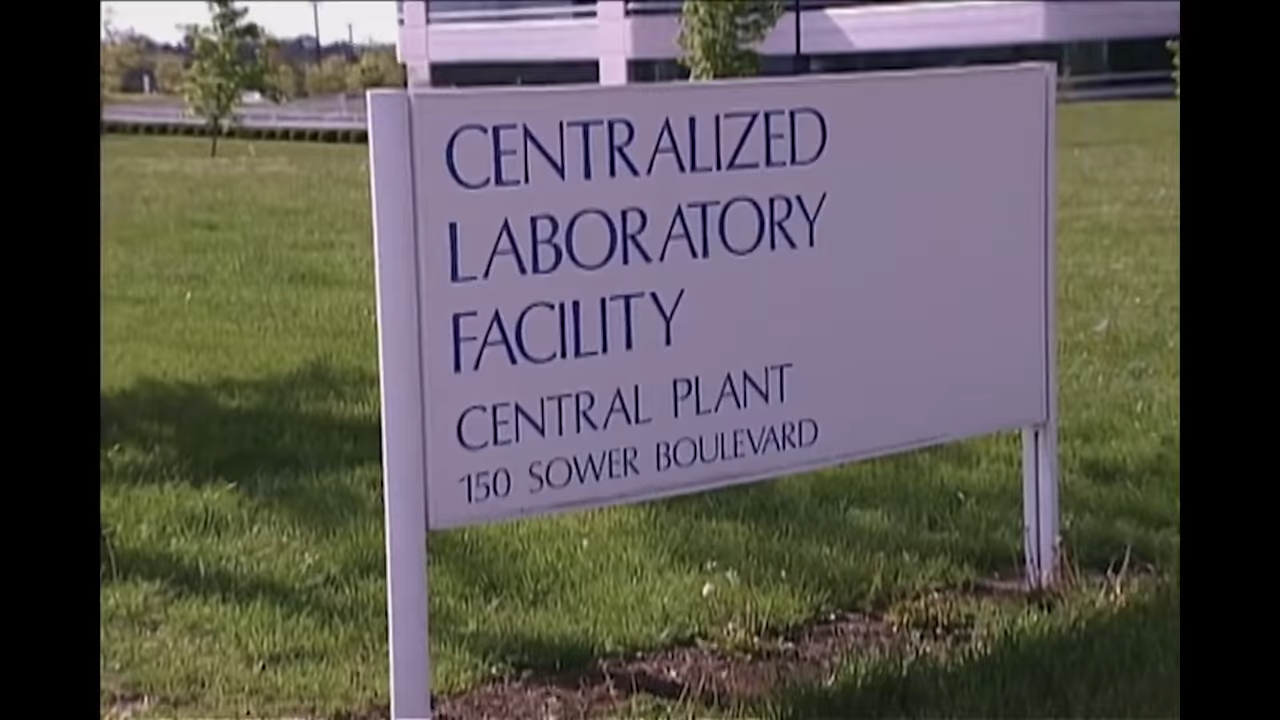 CENTRALIZED
LABORATORY
FACILITY
CENTRAL PLANT
150 SOWER BOULEVARD